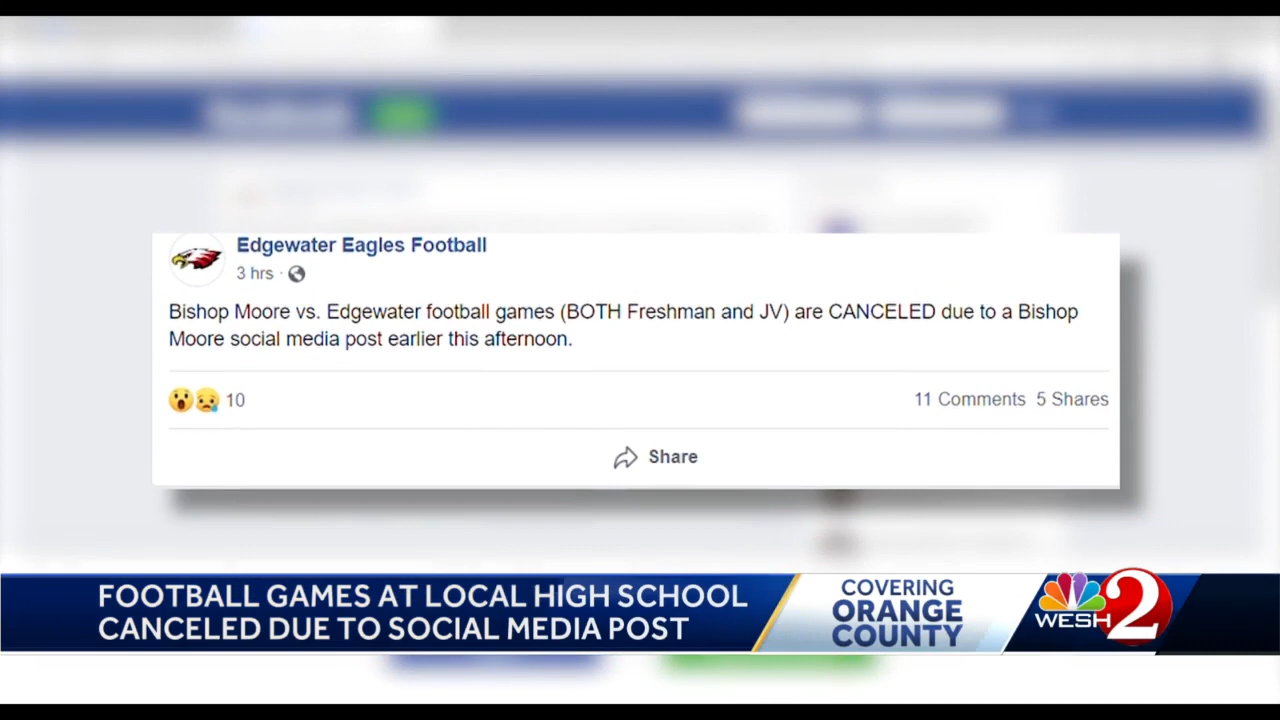 Edgewater Eagles Football
3 hrs ·
Bishop Moore vs. Edgewater football games (BOTH Freshman and JV) are CANCELED due to a Bishop
Moore social media post earlier this afternoon.
10
11 Comments 5 Shares
Share
FOOTBALL GAMES AT LOCAL HIGH SCHOOL
CANCELED DUE TO SOCIAL MEDIA POST
COVERING
ORANGE
COUNTY
WESH 2